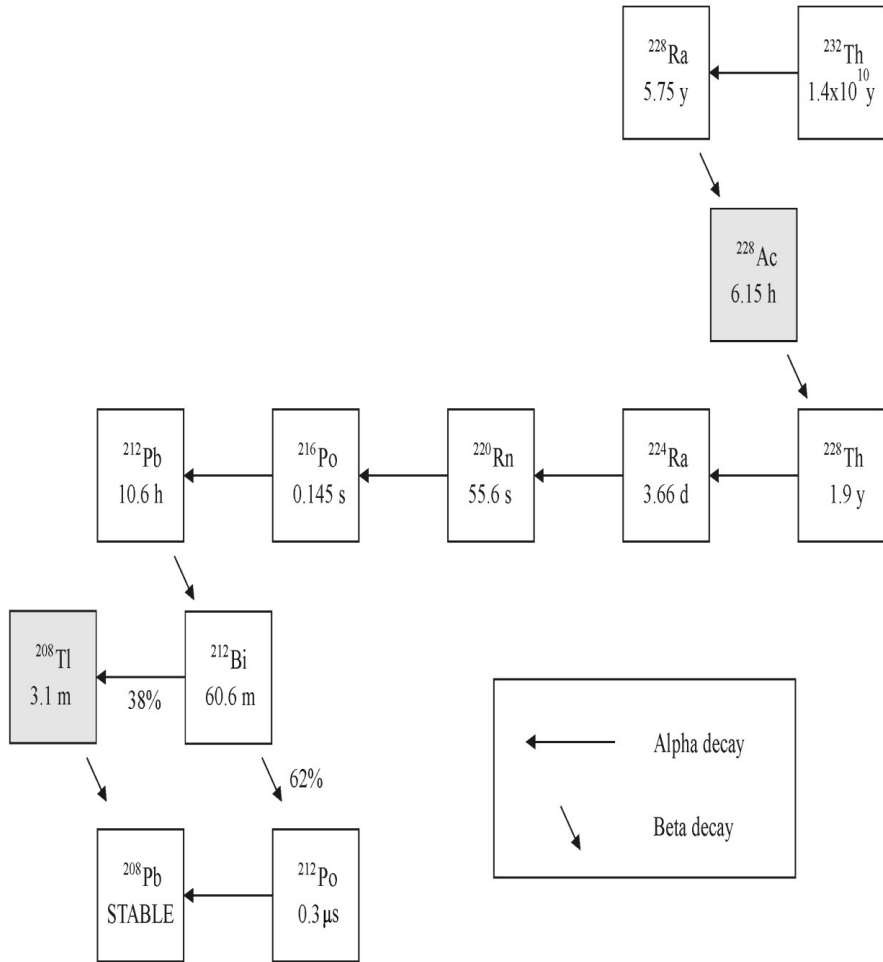 ²²⁸Ra
5.75 y
²³²Th
1.4x10¹⁰ y
²²⁸Ac
6.15 h
²¹²Pb
10.6 h
²¹⁶Po
0.145 s
²²⁰Rn
55.6 s
²²⁴Ra
3.66 d
²²⁸Th
1.9 y
²⁰⁸Tl
3.1 m
38%
²¹²Bi
60.6 m
62%
²⁰⁸Pb
STABLE
²¹²Po
0.3 μs
Alpha decay
Beta decay